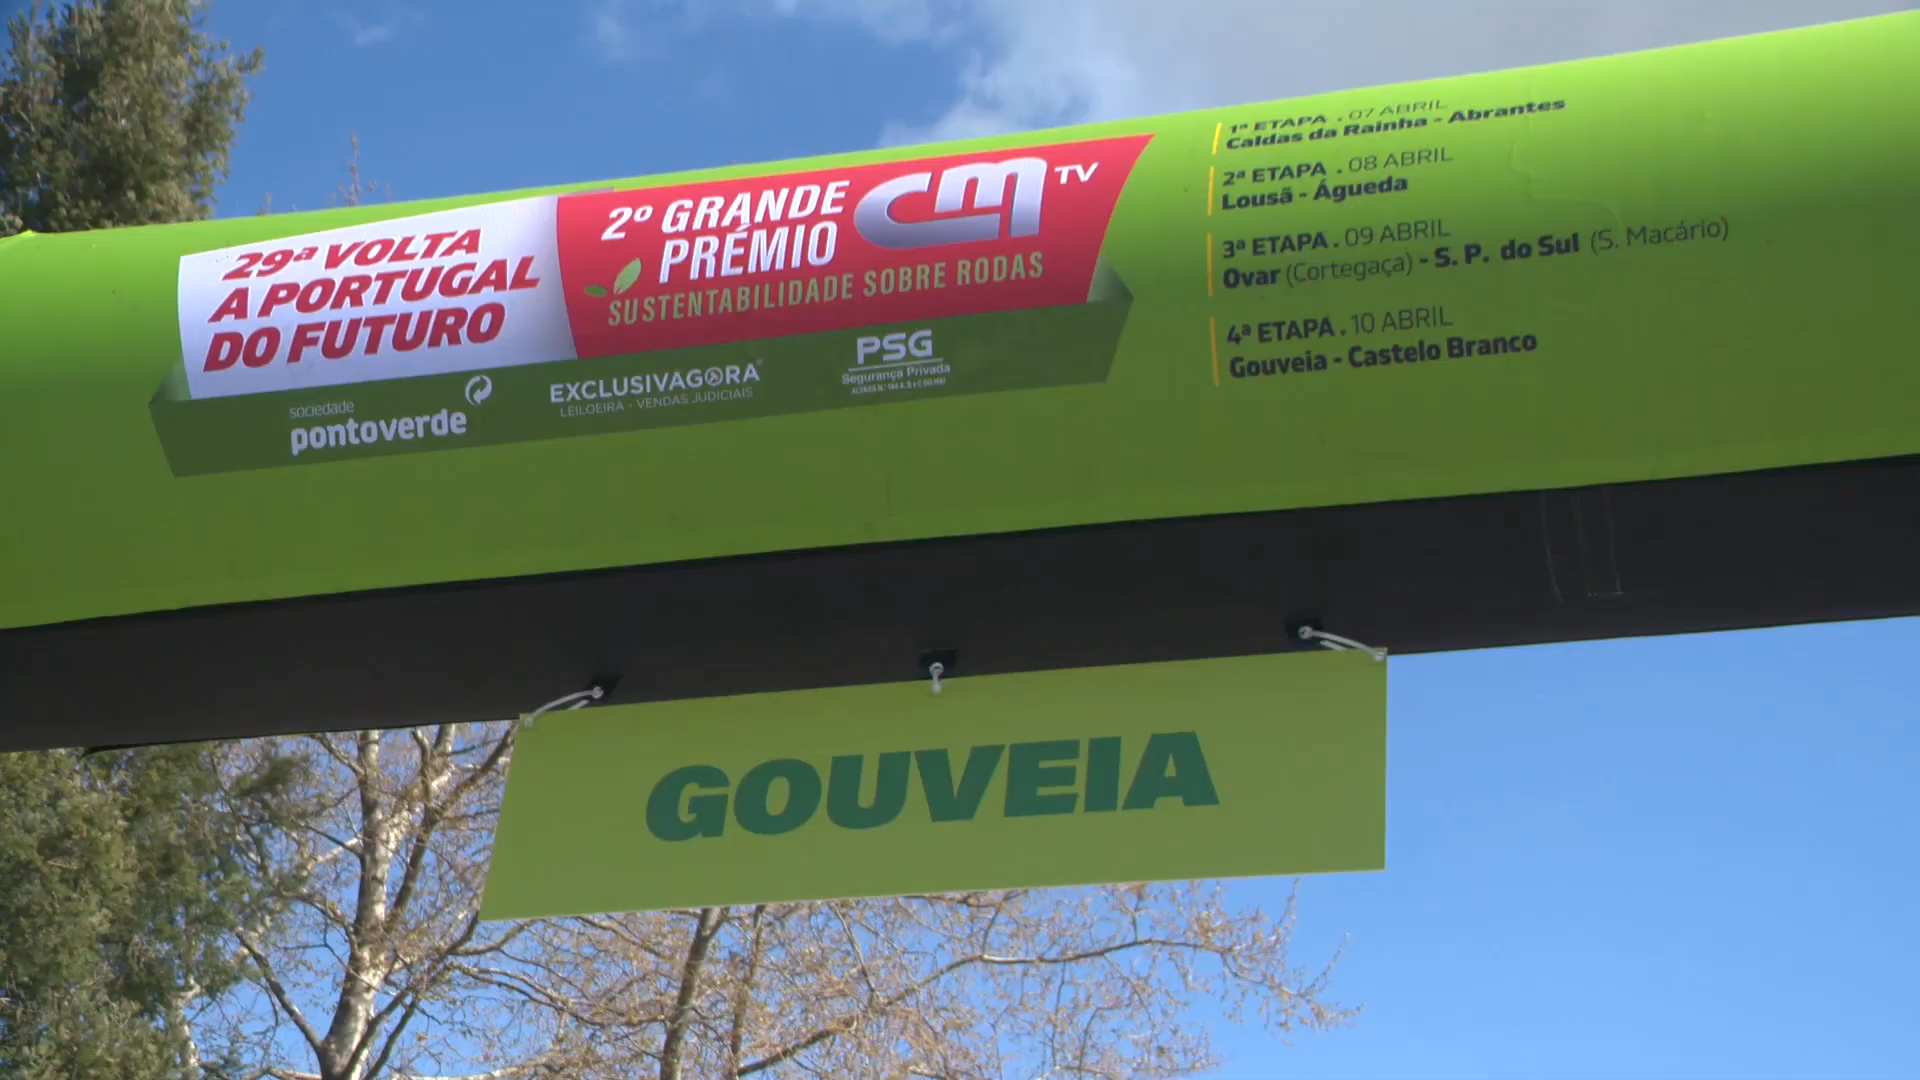 29ª VOLTA
A PORTUGAL
DO FUTURO
2º GRANDE
PRÉMIO
CM TV
SUSTENTABILIDADE SOBRE RODAS
sociedade
pontoverde
EXCLUSIVAGORA
LEILOEIRA - VENDAS JUDICIAIS
PSG
Segurança Privada
1ª ETAPA . 07 ABRIL
Caldas da Rainha - Abrantes
2ª ETAPA . 08 ABRIL
Lousã - Águeda
3ª ETAPA . 09 ABRIL
Ovar (Cortegaça) - S. P. do Sul (S. Macário)
4ª ETAPA . 10 ABRIL
Gouveia - Castelo Branco
GOUVEIA